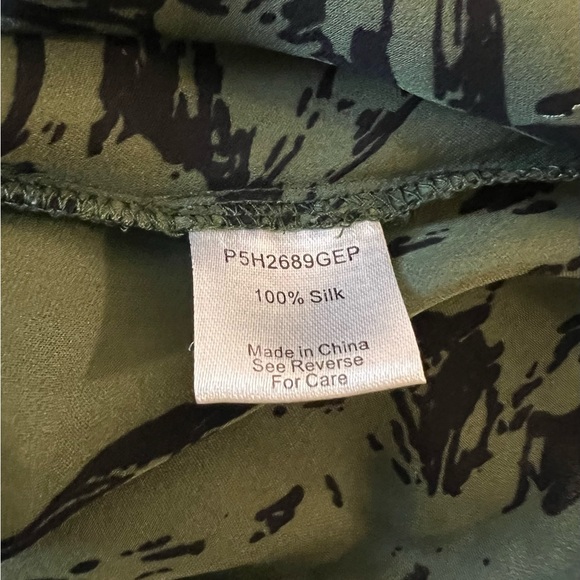 P5H2689GEP
100% Silk
Made in China
See Reverse
For Care